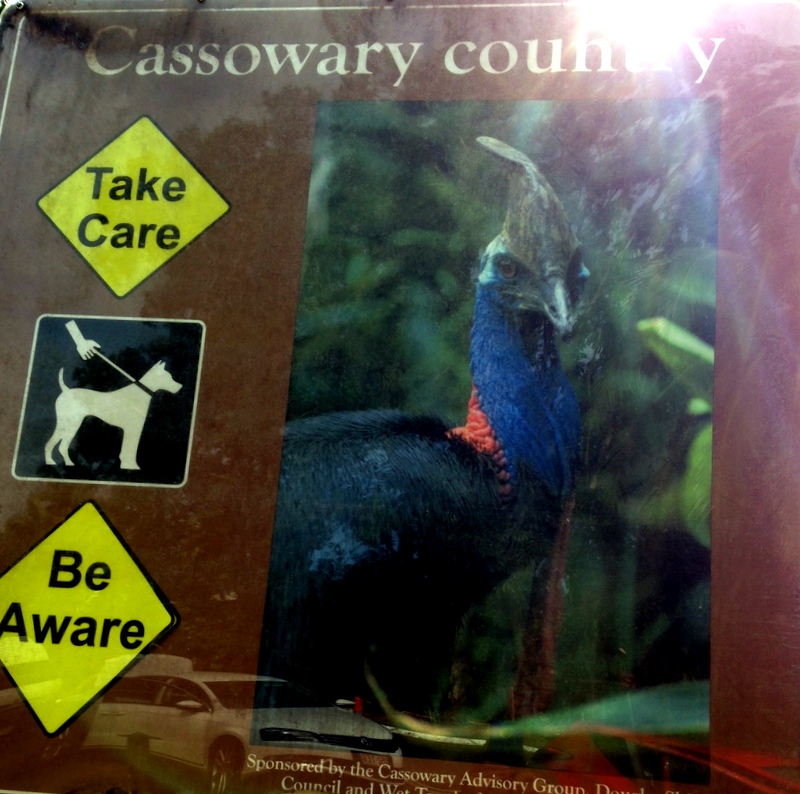 Cassowary country
Take
Care
Be
Aware
Sponsored by the Cassowary Advisory Group,
Council and Wet